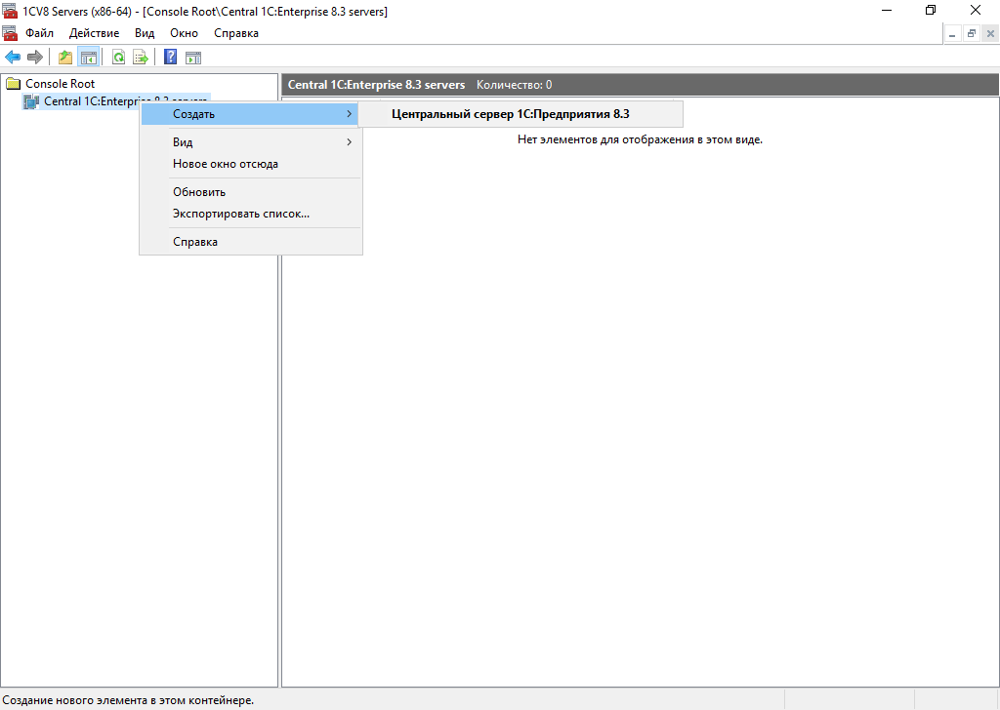 1CV8 Servers (x86-64) - [Console Root\Central 1C:Enterprise 8.3 servers]
Файл Действие Вид Окно Справка
Console Root
Central 1C:Enterprise 8.3 servers
Central 1C:Enterprise 8.3 servers Количество: 0
Создать
Центральный сервер 1С:Предприятия 8.3
Нет элементов для отображения в этом виде.
Вид
Новое окно отсюда
Обновить
Экспортировать список...
Справка
Создание нового элемента в этом контейнере.